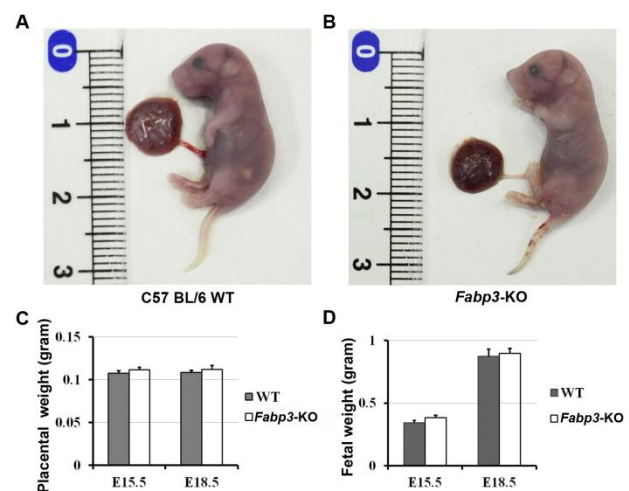 A
B
0
1
2
3
0
1
2
3
C57 BL/6 WT
Fabp3-KO
C
D
Placental weight (gram)
0.15
0.1
0.05
0
E15.5
E18.5
WT
Fabp3-KO
Fetal weight (gram)
1
0.5
0
E15.5
E18.5
WT
Fabp3-KO